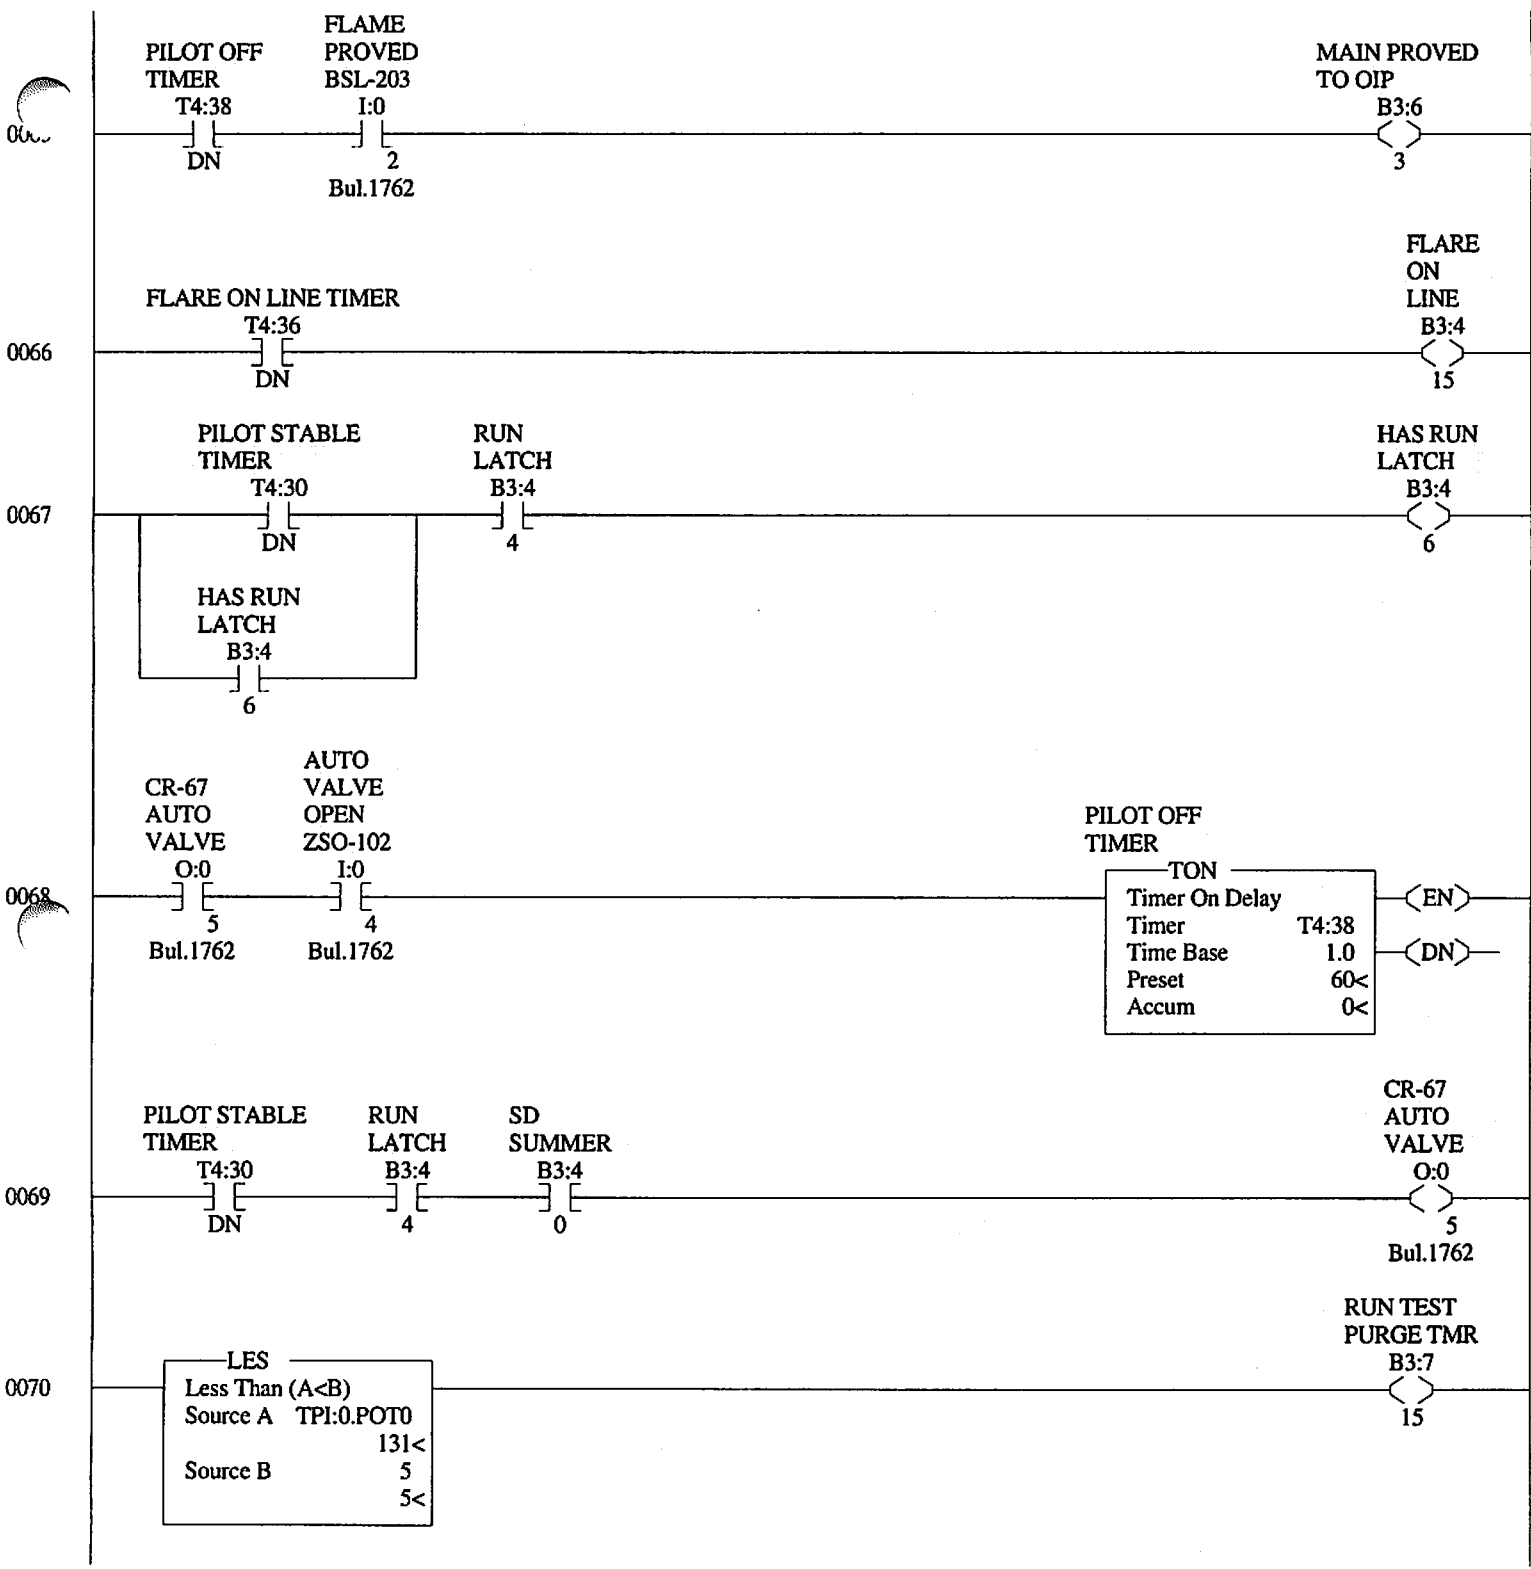 FLAME
PILOT OFF PROVED MAIN PROVED
TIMER BSL-203 TO OIP
T4:38 I:0 B3:6
DN 2 3
Bul.1762
FLARE
ON
FLARE ON LINE TIMER LINE
T4:36 B3:4
0066
DN 15
PILOT STABLE RUN HAS RUN
TIMER LATCH LATCH
T4:30 B3:4 B3:4
0067
DN 4 6
HAS RUN
LATCH
B3:4
6
AUTO
CR-67 VALVE
AUTO OPEN PILOT OFF
VALVE ZSO-102 TIMER
O:0 I:0 TON
0068 Timer On Delay EN
5 4 Timer T4:38
Bul.1762 Bul.1762 Time Base 1.0 DN
Preset 60<
Accum 0<
CR-67
PILOT STABLE RUN SD AUTO
TIMER LATCH SUMMER VALVE
T4:30 B3:4 B3:4 O:0
0069
DN 4 0 5
Bul.1762
RUN TEST
PURGE TMR
LES B3:7
0070 Less Than (A<B)
Source A TPI:0.POT0 15
131<
Source B 5
5<